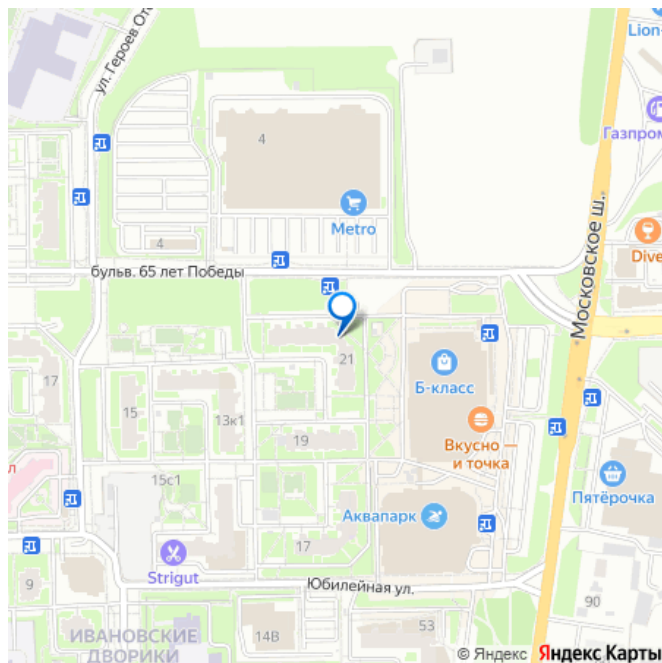 Lion-
ул. Героев От
Газпром
4
Metro
Московское ш.
Dive
4
бульв. 65 лет Победы
21
17
Б-класс
15
13к1
19
Вкусно —
и точка
л
15с1
Пятёрочка
Аквапарк
17
Strigut
9
Юбилейная ул.
90
53
ИВАНОВСКИЕ
ДВОРИКИ
14В
© Яндекс Яндекс Карты